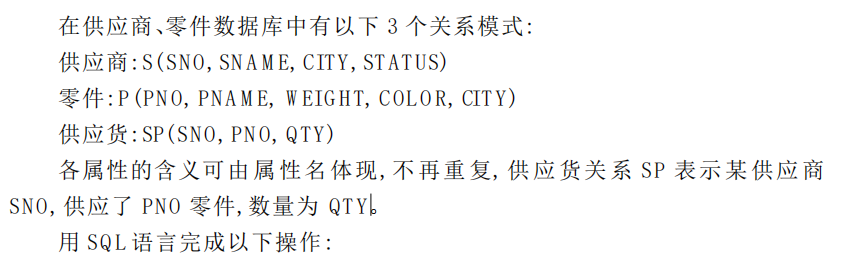 在供应商、零件数据库中有以下 3 个关系模式:
供应商:S(SNO,SNAME,CITY,STATUS)
零件:P(PNO,PNAME,WEIGHT,COLOR,CITY)
供应货:SP(SNO,PNO,QTY)
各属性的含义可由属性名体现,不再重复,供应货关系 SP 表示某供应商
SNO,供应了 PNO 零件,数量为 QTY。
用 SQL 语言完成以下操作: